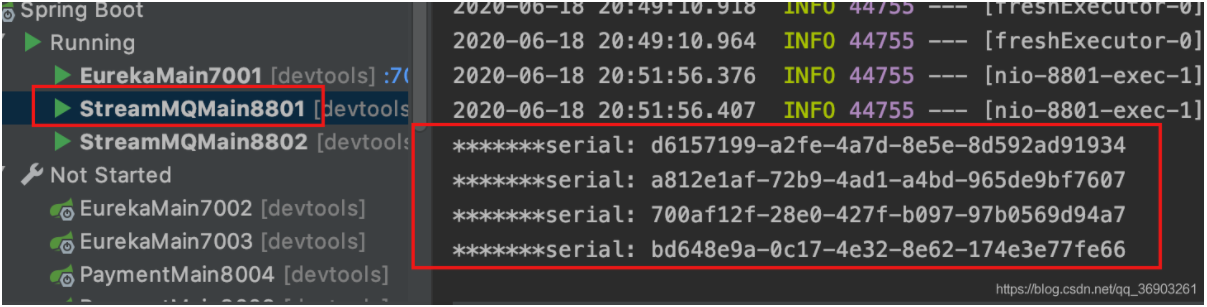 Spring Boot
Running
EurekaMain7001 [devtools] :70
StreamMQMain8801 [devtools
StreamMQMain8802 [devtools
Not Started
EurekaMain7002 [devtools]
EurekaMain7003 [devtools]
PaymentMain8004 [devtools]
2020-06-18 20:49:10.918 INFO 44755 --- [freshExecutor-0]
2020-06-18 20:49:10.964 INFO 44755 --- [freshExecutor-0]
2020-06-18 20:51:56.376 INFO 44755 --- [nio-8801-exec-1]
2020-06-18 20:51:56.407 INFO 44755 --- [nio-8801-exec-1]
*******serial: d6157199-a2fe-4a7d-8e5e-8d592ad91934
*******serial: a812e1af-72b9-4ad1-a4bd-965de9bf7607
*******serial: 700af12f-28e0-427f-b097-97b0569d94a7
*******serial: bd648e9a-0c17-4e32-8e62-174e3e77fe66
https://blog.csdn.net/qq_36903261